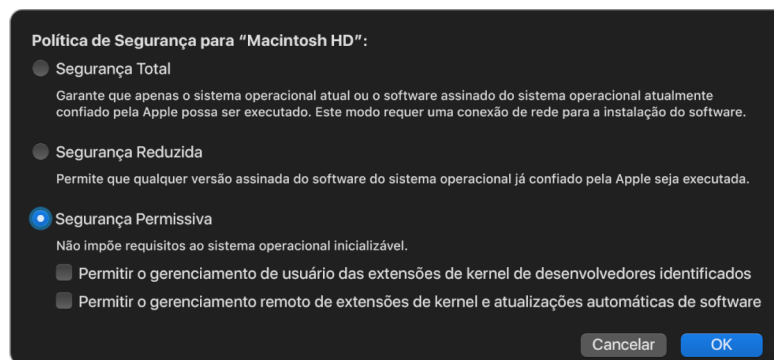 Política de Segurança para “Macintosh HD”:
Segurança Total
Garante que apenas o sistema operacional atual ou o software assinado do sistema operacional atualmente
confiado pela Apple possa ser executado. Este modo requer uma conexão de rede para a instalação do software.
Segurança Reduzida
Permite que qualquer versão assinada do software do sistema operacional já confiado pela Apple seja executada.
Segurança Permissiva
Não impõe requisitos ao sistema operacional inicializável.
Permitir o gerenciamento de usuário das extensões de kernel de desenvolvedores identificados
Permitir o gerenciamento remoto de extensões de kernel e atualizações automáticas de software
Cancelar OK